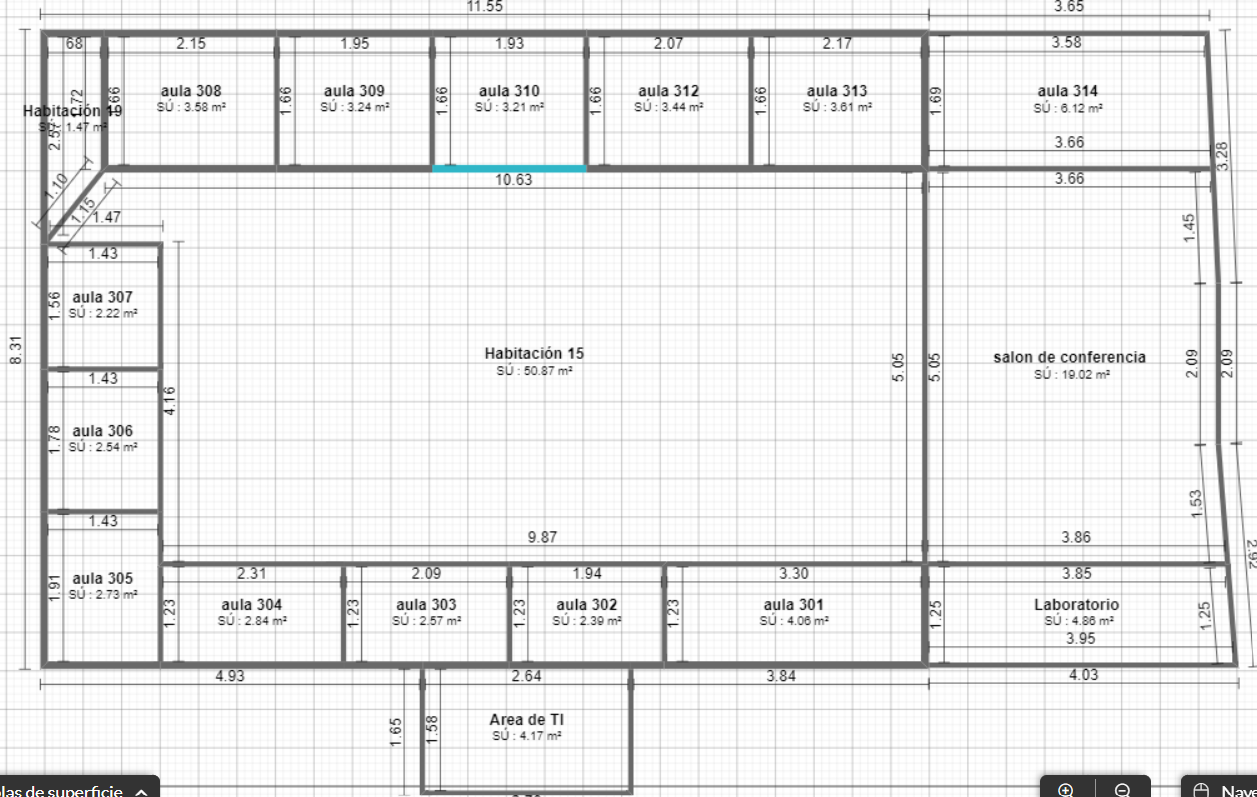 11.55
3.65
68
2.15
1.95
1.93
2.07
2.17
3.58
aula 308
SÚ : 3.58 m²
aula 309
SÚ : 3.24 m²
aula 310
SÚ : 3.21 m²
aula 312
SÚ : 3.44 m²
aula 313
SÚ : 3.61 m²
aula 314
SÚ : 6.12 m²
1.72
1.66
1.66
1.66
1.66
1.69
Habitación 19
SÚ : 1.47 m²
2.57
3.66
3.28
10.63
3.66
1.10
1.15
1.47
1.45
1.43
aula 307
SÚ : 2.22 m²
1.56
8.31
Habitación 15
SÚ : 50.87 m²
5.05
5.05
salon de conferencia
SÚ : 19.02 m²
2.09
2.09
1.43
4.16
aula 306
SÚ : 2.54 m²
1.78
1.53
1.43
9.87
3.86
2.92
2.31
2.09
1.94
3.30
3.85
aula 305
SÚ : 2.73 m²
1.91
aula 304
SÚ : 2.84 m²
1.23
aula 303
SÚ : 2.57 m²
1.23
aula 302
SÚ : 2.39 m²
1.23
aula 301
SÚ : 4.06 m²
1.23
Laboratorio
SÚ : 4.86 m²
1.25
1.25
3.95
4.93
2.64
3.84
4.03
Area de TI
SÚ : 4.17 m²
1.65
1.58
las de superficie
Nave